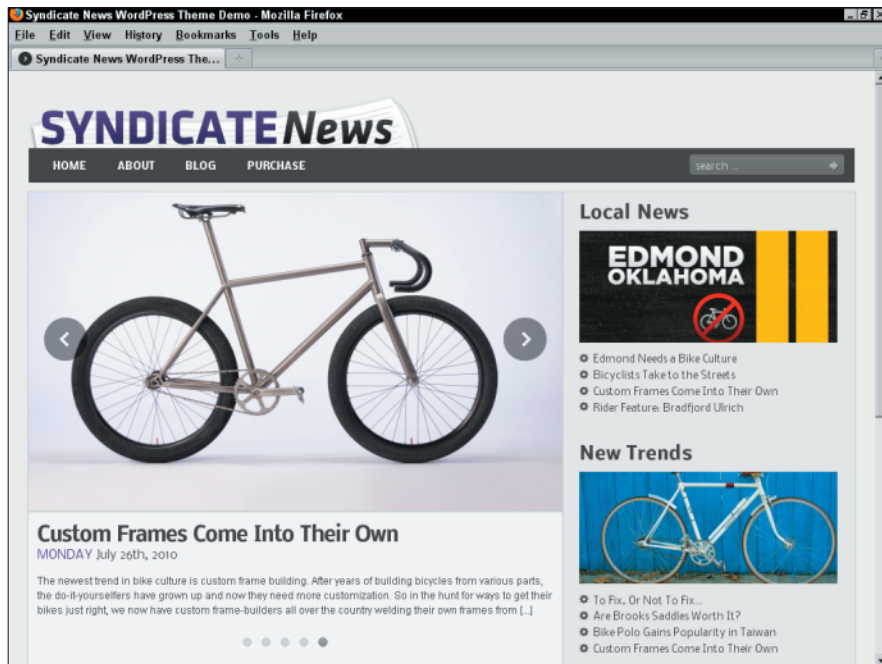 Syndicate News WordPress Theme Demo - Mozilla Firefox
File Edit View History Bookmarks Tools Help
Syndicate News WordPress The...
SYNDICATE News
HOME ABOUT BLOG PURCHASE
search ...
Local News
EDMOND
OKLAHOMA
Edmond Needs a Bike Culture
Bicyclists Take to the Streets
Custom Frames Come Into Their Own
Rider Feature: Bradfjord Ulrich
New Trends
To Fix, Or Not To Fix...
Are Brooks Saddles Worth It?
Bike Polo Gains Popularity in Taiwan
Custom Frames Come Into Their Own
Custom Frames Come Into Their Own
MONDAY July 26th, 2010
The newest trend in bike culture is custom frame building. After years of building bicycles from various parts,
the do-it-yourselfers have grown up and now they need more customization. So in the hunt for ways to get their
bikes just right, we now have custom frame-builders all over the country welding their own frames from [...]